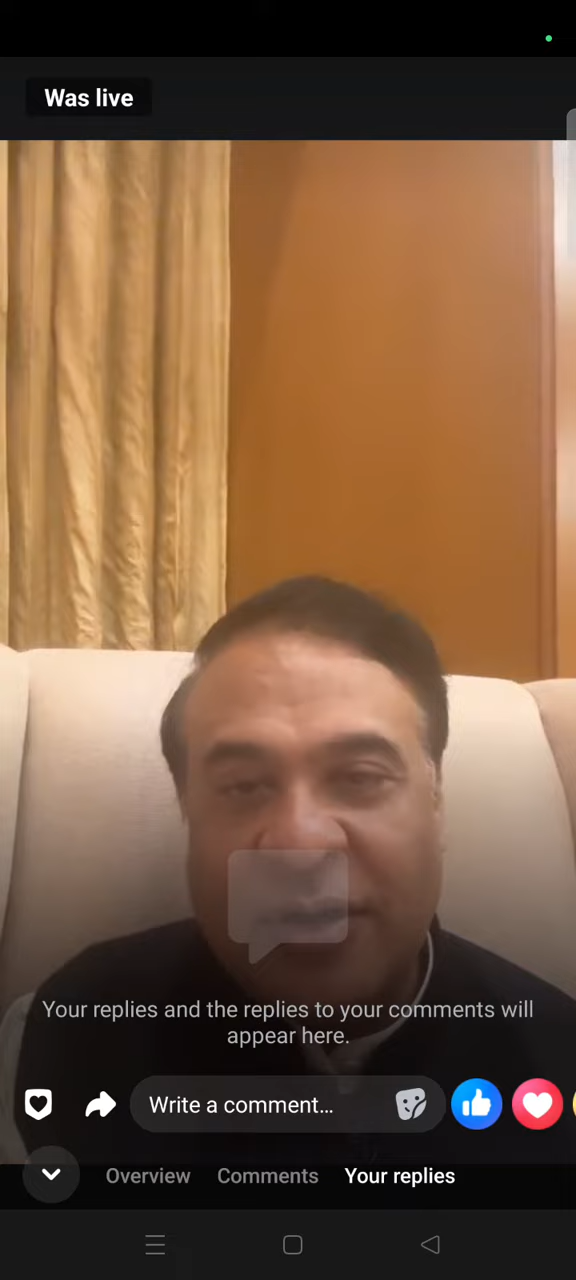 Was live
Your replies and the replies to your comments will
appear here.
Write a comment...
Overview Comments Your replies